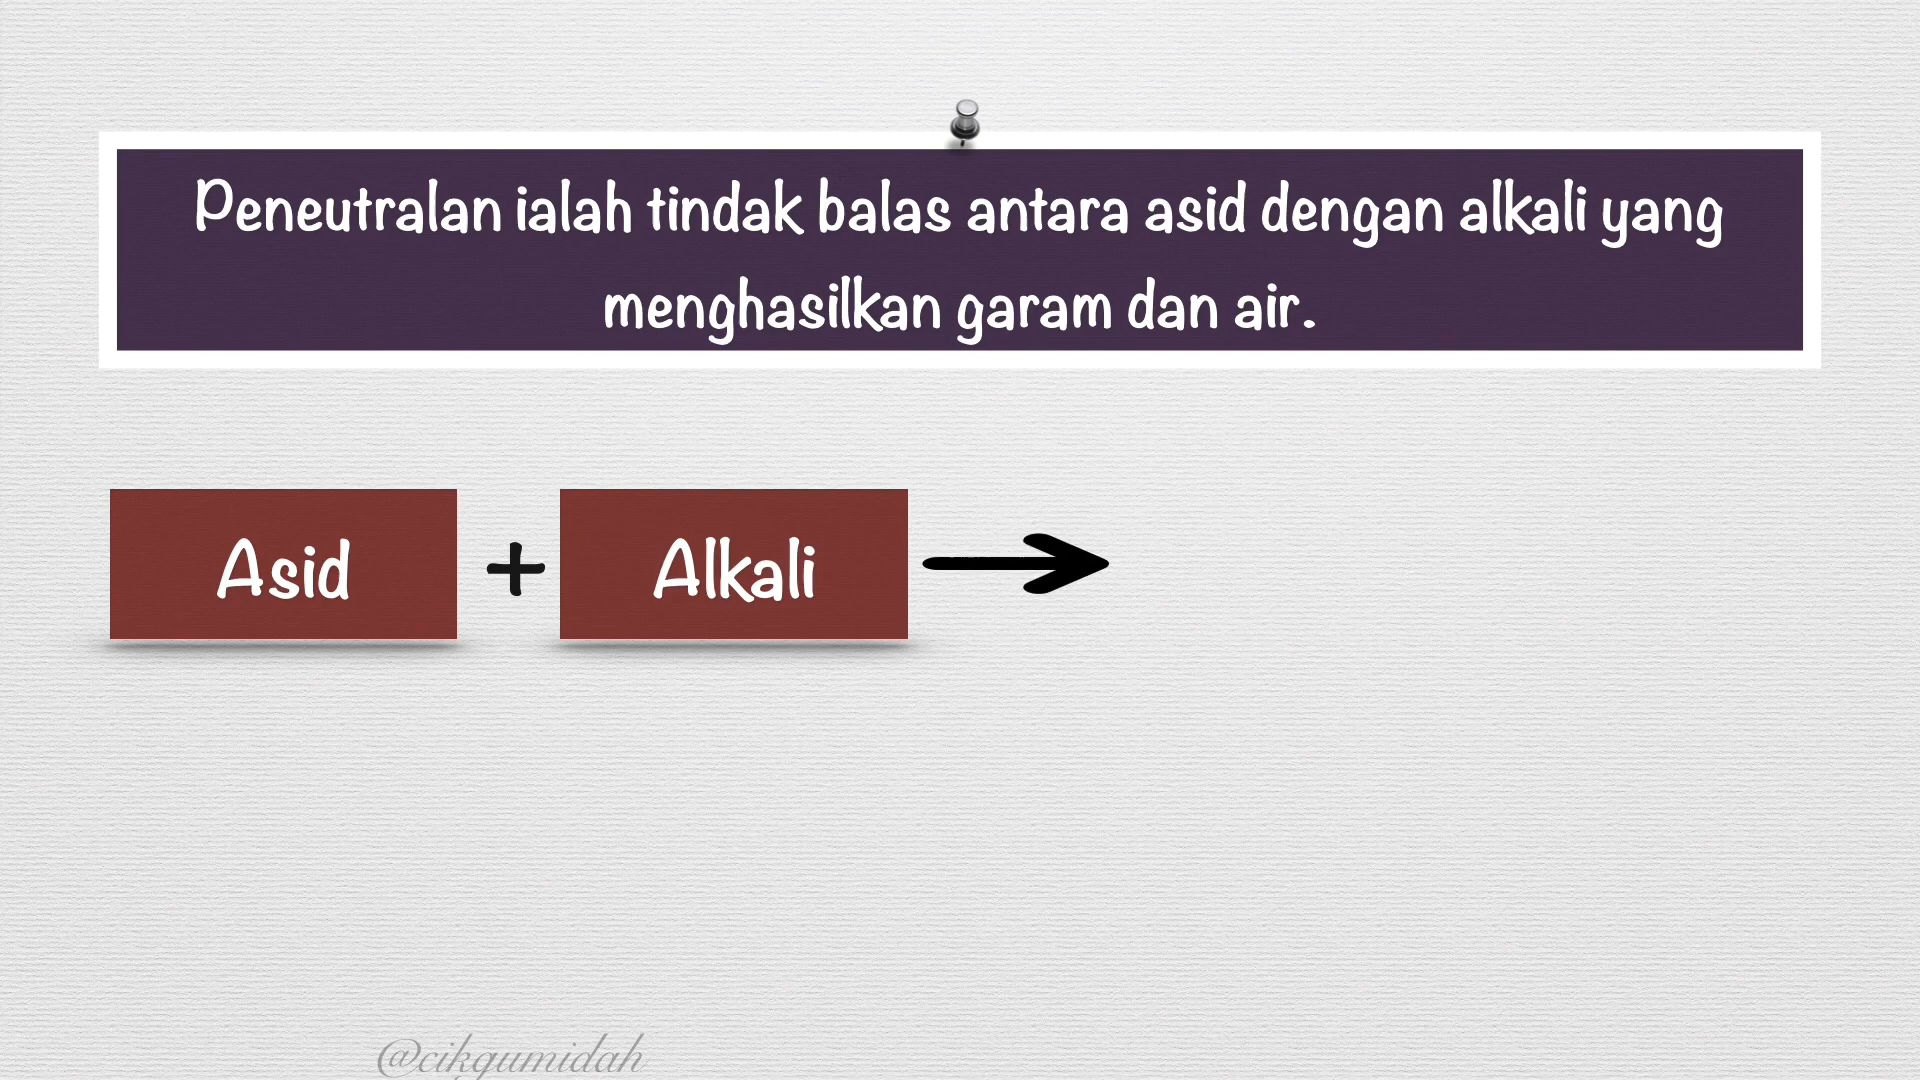 Peneutralan ialah tindak balas antara asid dengan alkali yang
menghasilkan garam dan air.
Asid + Alkali →
@cikgumidah